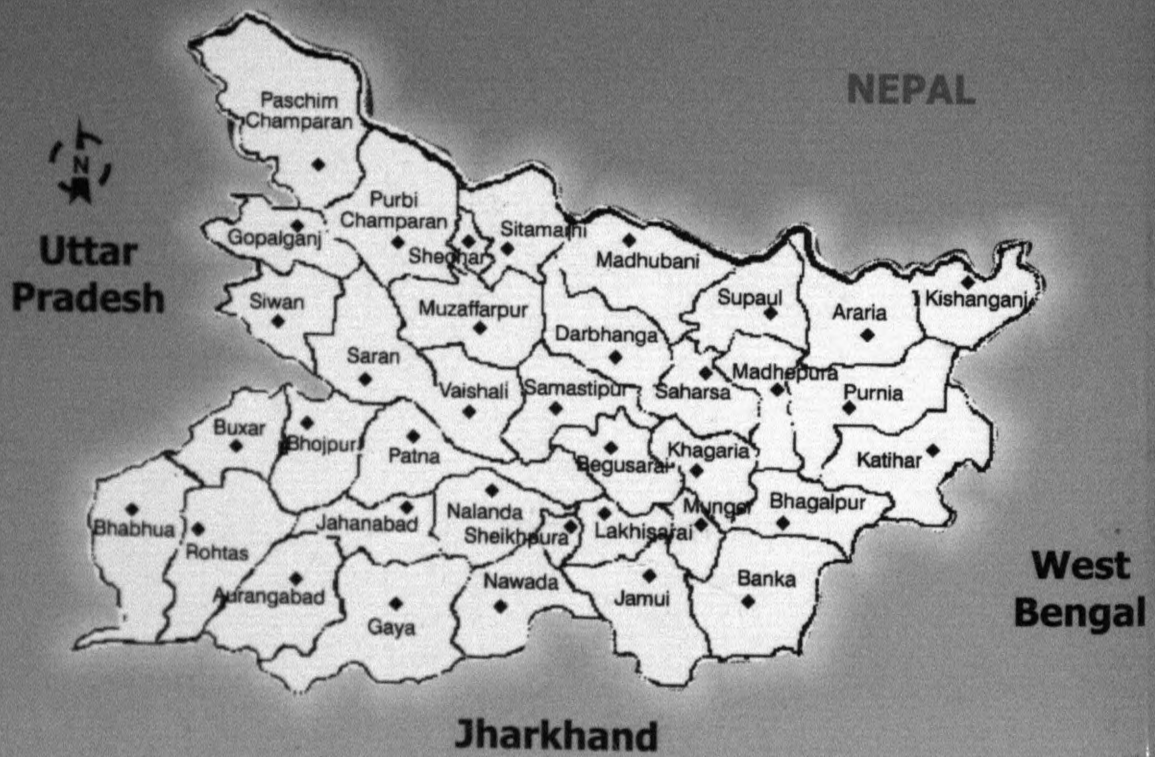 NEPAL
Paschim
Champaran
N
Purbi
Champaran
Uttar
Pradesh
Gopalganj
Sheohar
Sitamarhi
Madhubani
Siwan
Muzaffarpur
Supaul
Araria
Kishanganj
Darbhanga
Saran
Vaishali
Samastipur
Saharsa
Madhepura
Purnia
Buxar
Bhojpur
Patna
Begusarai
Khagaria
Katihar
Bhabhua
Rohtas
Jahanabad
Nalanda
Sheikhpura
Lakhisarai
Munger
Bhagalpur
Aurangabad
Gaya
Nawada
Jamui
Banka
West
Bengal
Jharkhand